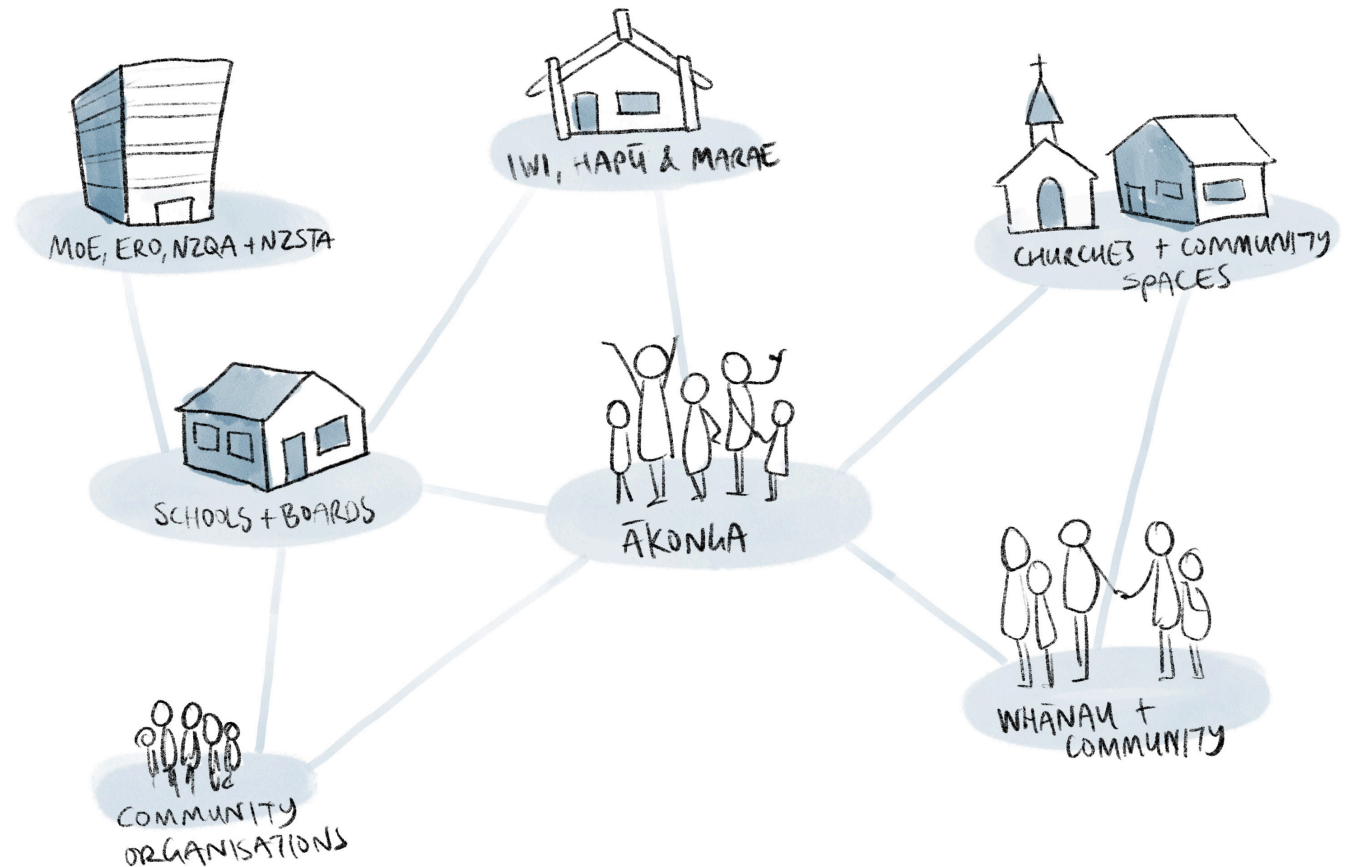 IWI, HAPŪ & MARAE
MOE, ERO, NZQA + NZSTA
CHURCHES + COMMUNITY
SPACES
SCHOOLS + BOARDS
ĀKONGA
WHĀNAU +
COMMUNITY
COMMUNITY
ORGANISATIONS